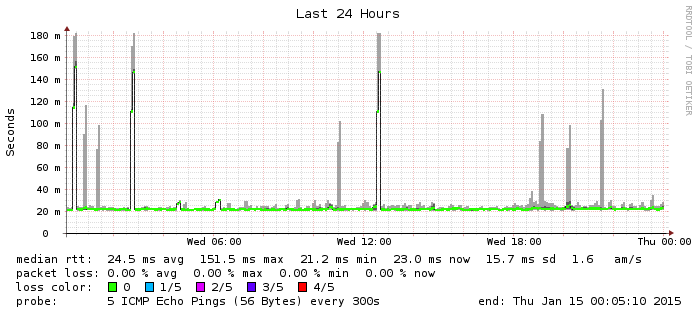 Last 24 Hours
RRDTOOL / TOBI OETIKER
Seconds
180 m
160 m
140 m
120 m
100 m
80 m
60 m
40 m
20 m
0
Wed 06:00 Wed 12:00 Wed 18:00 Thu 00:00
median rtt: 24.5 ms avg 151.5 ms max 21.2 ms min 23.0 ms now 15.7 ms sd 1.6 am/s
packet loss: 0.00 % avg 0.00 % max 0.00 % min 0.00 % now
loss color: 0 1/5 2/5 3/5 4/5
probe: 5 ICMP Echo Pings (56 Bytes) every 300s end: Thu Jan 15 00:05:10 2015